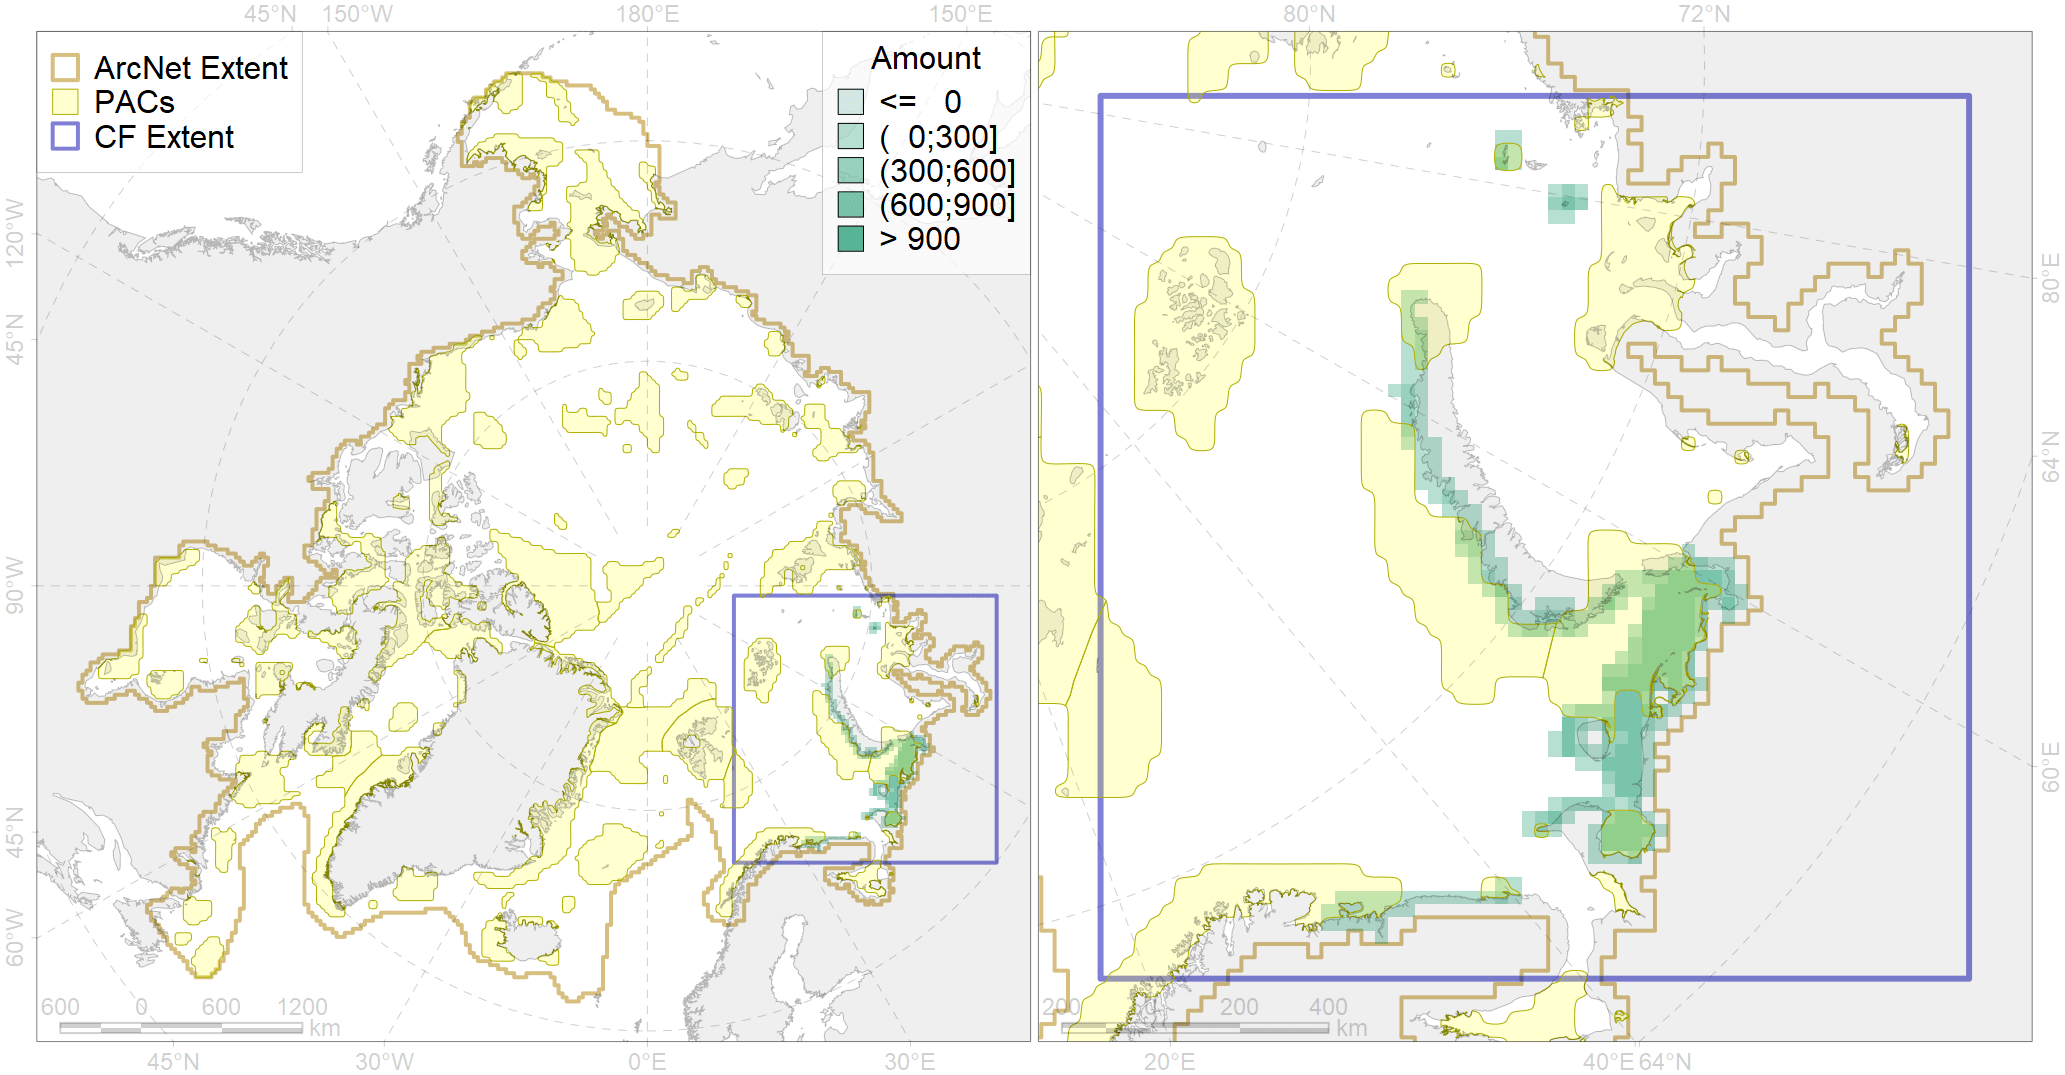 45°N 150°W 180°E 150°E 80°N 72°N
ArcNet Extent
PACs
CF Extent
Amount
<= 0
( 0;300]
(300;600]
(600;900]
> 900
120°W
45°N
90°W
45°N
60°W
80°E
64°N
60°E
600 0 600 1200
km
200 0 200 400
km
45°N 30°W 0°E 30°E 20°E 40°E 64°N